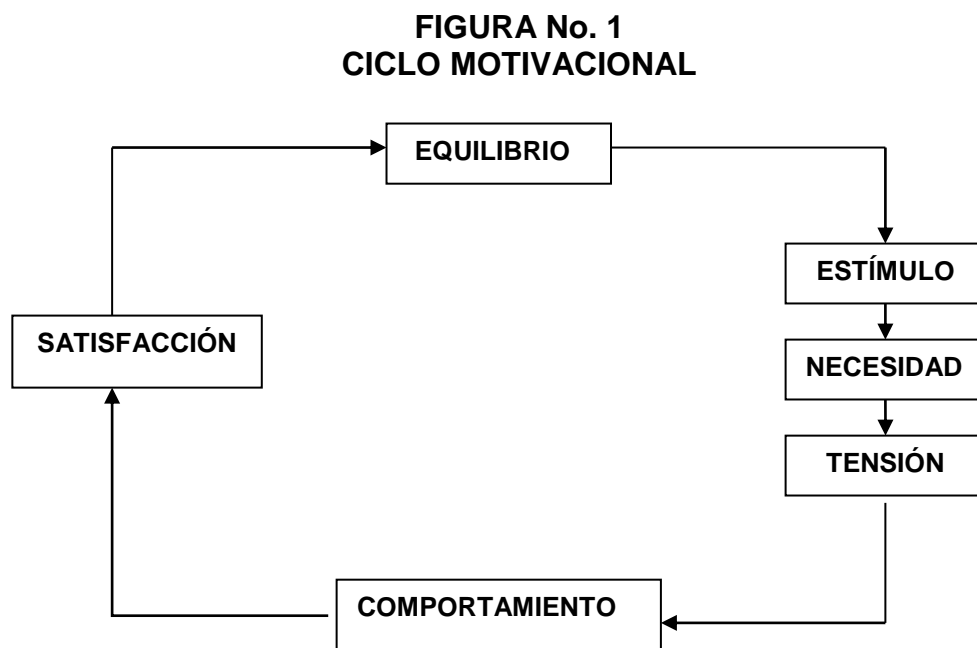 FIGURA No. 1
CICLO MOTIVACIONAL
EQUILIBRIO
ESTÍMULO
SATISFACCIÓN
NECESIDAD
TENSIÓN
COMPORTAMIENTO